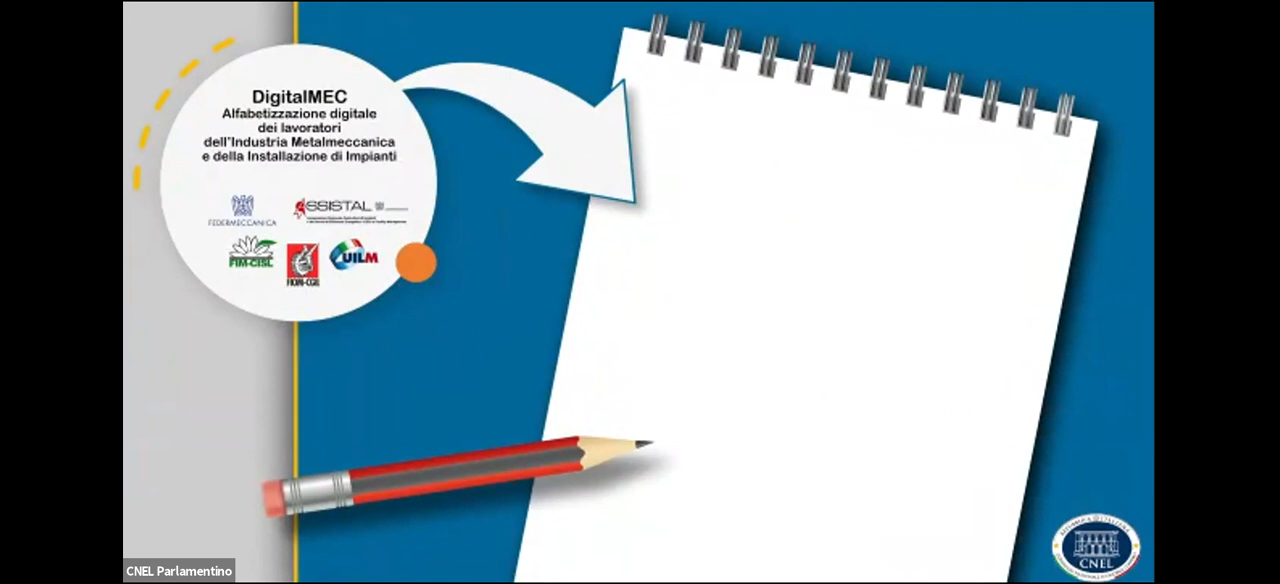 DigitalMEC
Alfabetizzazione digitale
dei lavoratori
dell'Industria Metalmeccanica
e della Installazione di Impianti
FEDERMECCANICA
ASSISTAL
FIM-CISL
FIOM-CGIL
UILM
CNEL
CNEL Parlamentino